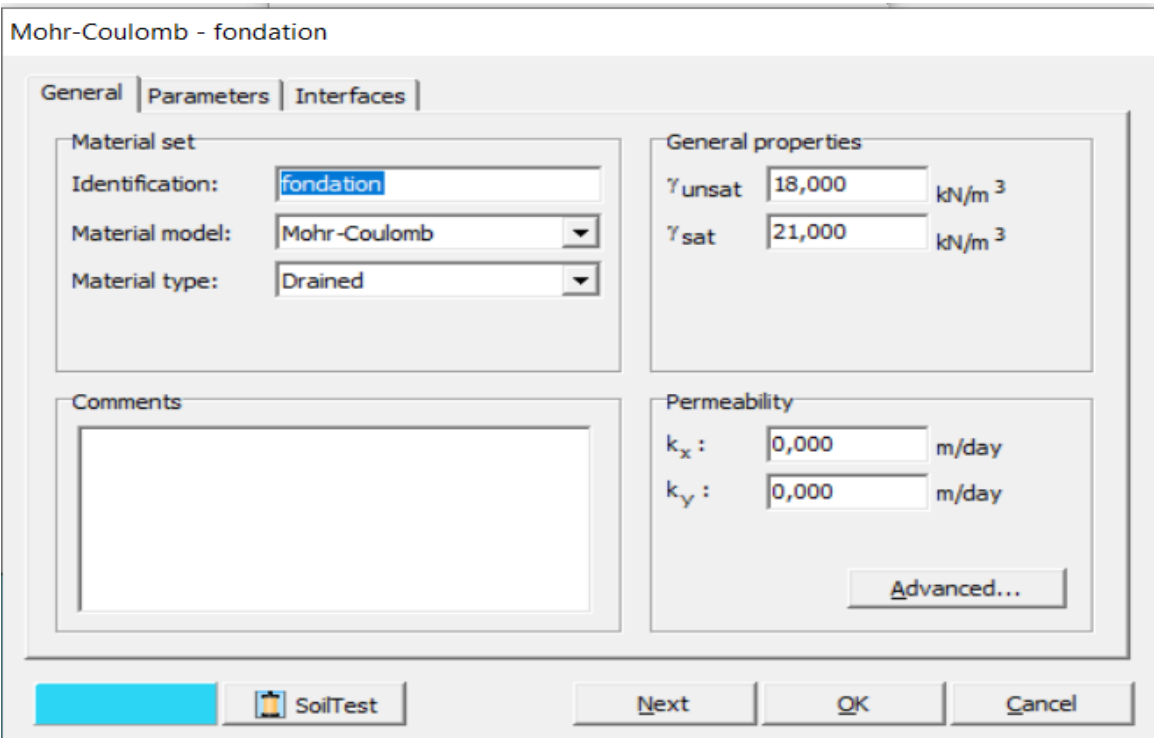 Mohr-Coulomb - fondation
General Parameters Interfaces
Material set
Identification: fondation
Material model: Mohr-Coulomb
Material type: Drained
General properties
γunsat 18,000 kN/m³
γsat 21,000 kN/m³
Comments
Permeability
kx : 0,000 m/day
ky : 0,000 m/day
Advanced...
SoilTest Next OK Cancel